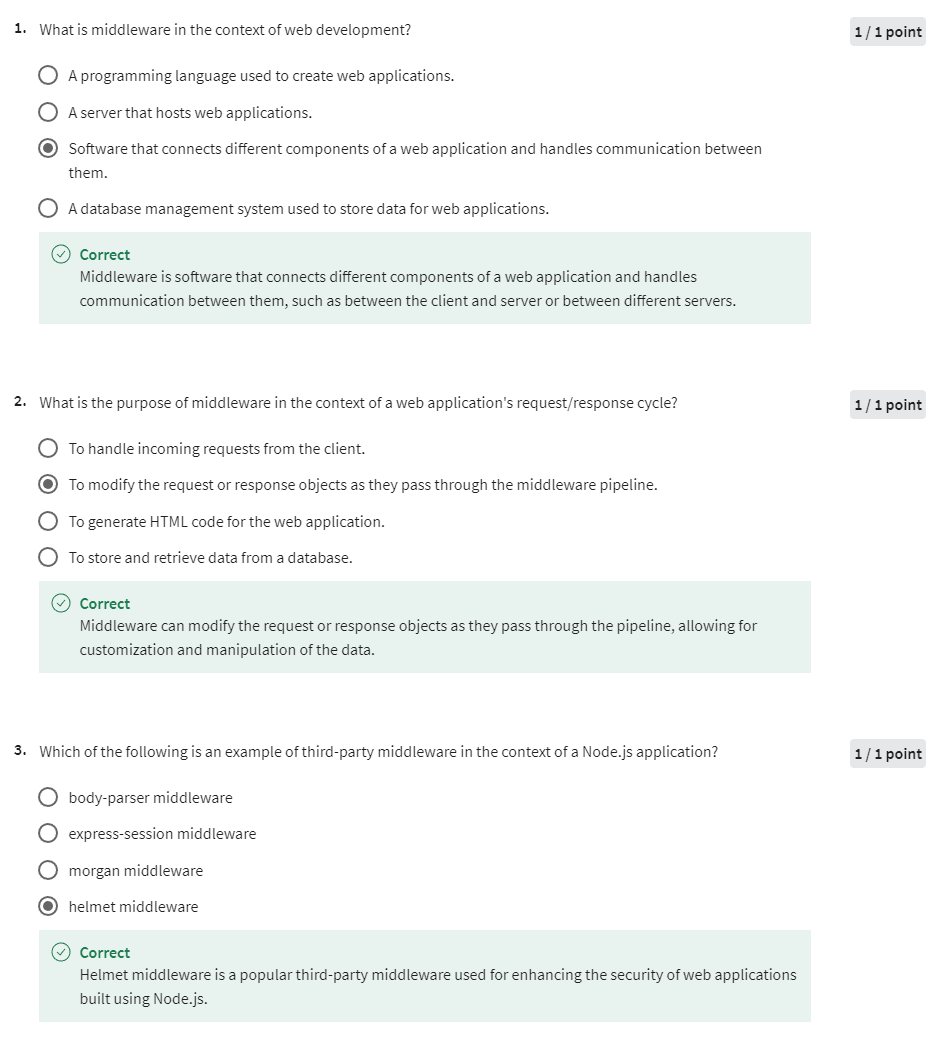 1. What is middleware in the context of web development?
1 / 1 point
A programming language used to create web applications.
A server that hosts web applications.
Software that connects different components of a web application and handles communication between
them.
A database management system used to store data for web applications.
Correct
Middleware is software that connects different components of a web application and handles
communication between them, such as between the client and server or between different servers.
2. What is the purpose of middleware in the context of a web application's request/response cycle?
1 / 1 point
To handle incoming requests from the client.
To modify the request or response objects as they pass through the middleware pipeline.
To generate HTML code for the web application.
To store and retrieve data from a database.
Correct
Middleware can modify the request or response objects as they pass through the pipeline, allowing for
customization and manipulation of the data.
3. Which of the following is an example of third-party middleware in the context of a Node.js application?
1 / 1 point
body-parser middleware
express-session middleware
morgan middleware
helmet middleware
Correct
Helmet middleware is a popular third-party middleware used for enhancing the security of web applications
built using Node.js.